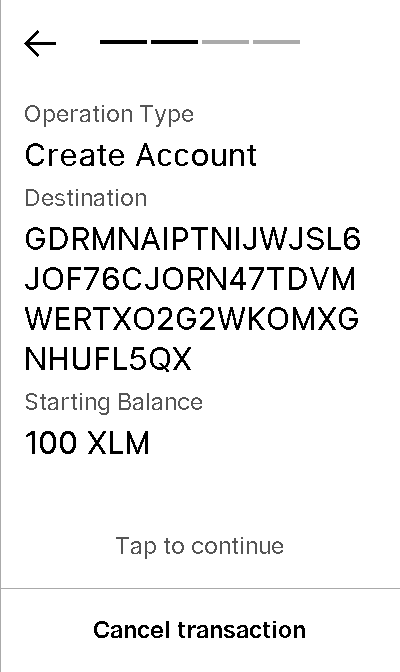 Operation Type
Create Account
Destination
GDRMNAIPTNIJWJSL6
JOF76CJORN47TDVM
WERTXO2G2WKOMXG
NHUFL5QX
Starting Balance
100 XLM
Tap to continue
Cancel transaction